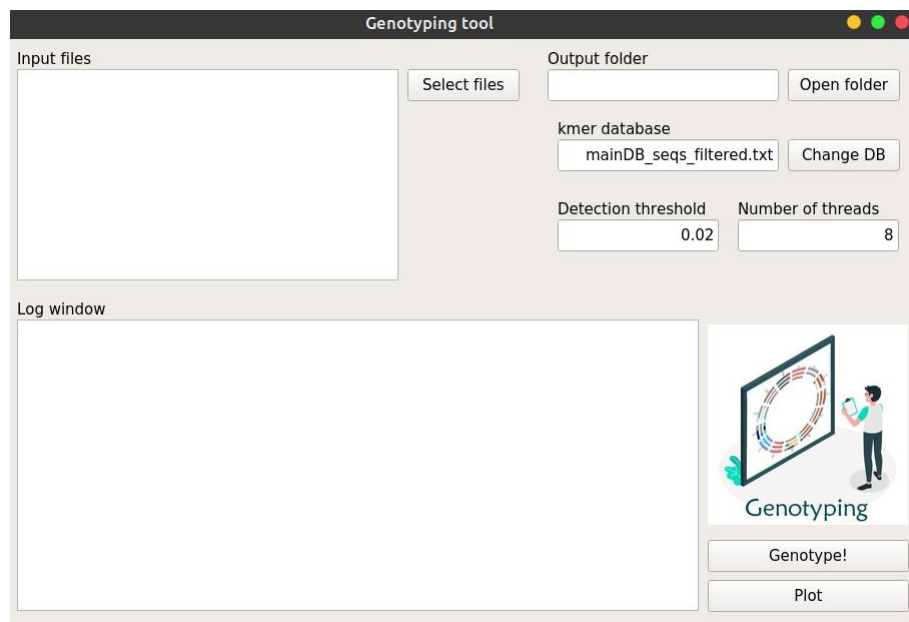 Genotyping tool
Input files
Select files
Output folder
Open folder
kmer database
mainDB_seqs_filtered.txt
Change DB
Detection threshold
Number of threads
0.02
8
Log window
Genotyping
Genotype!
Plot